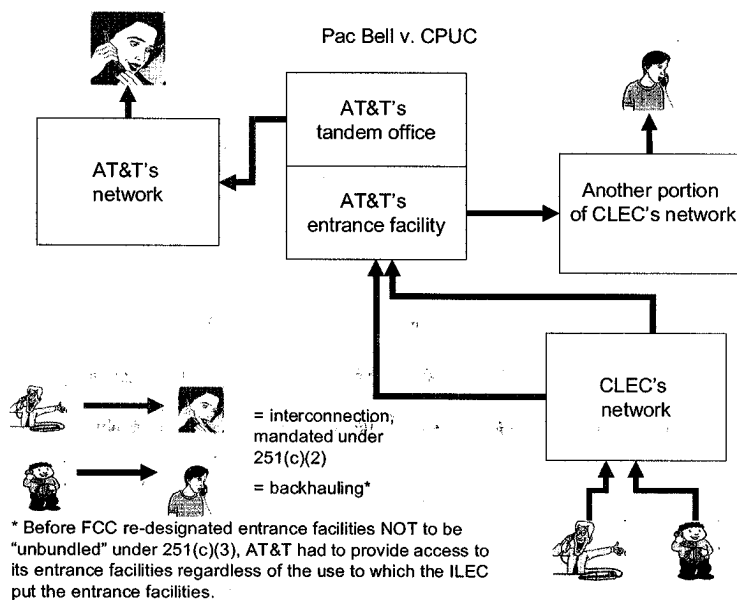 Pac Bell v. CPUC
AT&T's
tandem office
AT&T's
network
AT&T's
entrance facility
Another portion
of CLEC's network
CLEC's
network
= interconnection,
mandated under
251(c)(2)
= backhauling*
* Before FCC re-designated entrance facilities NOT to be
"unbundled" under 251(c)(3), AT&T had to provide access to
its entrance facilities regardless of the use to which the ILEC
put the entrance facilities.